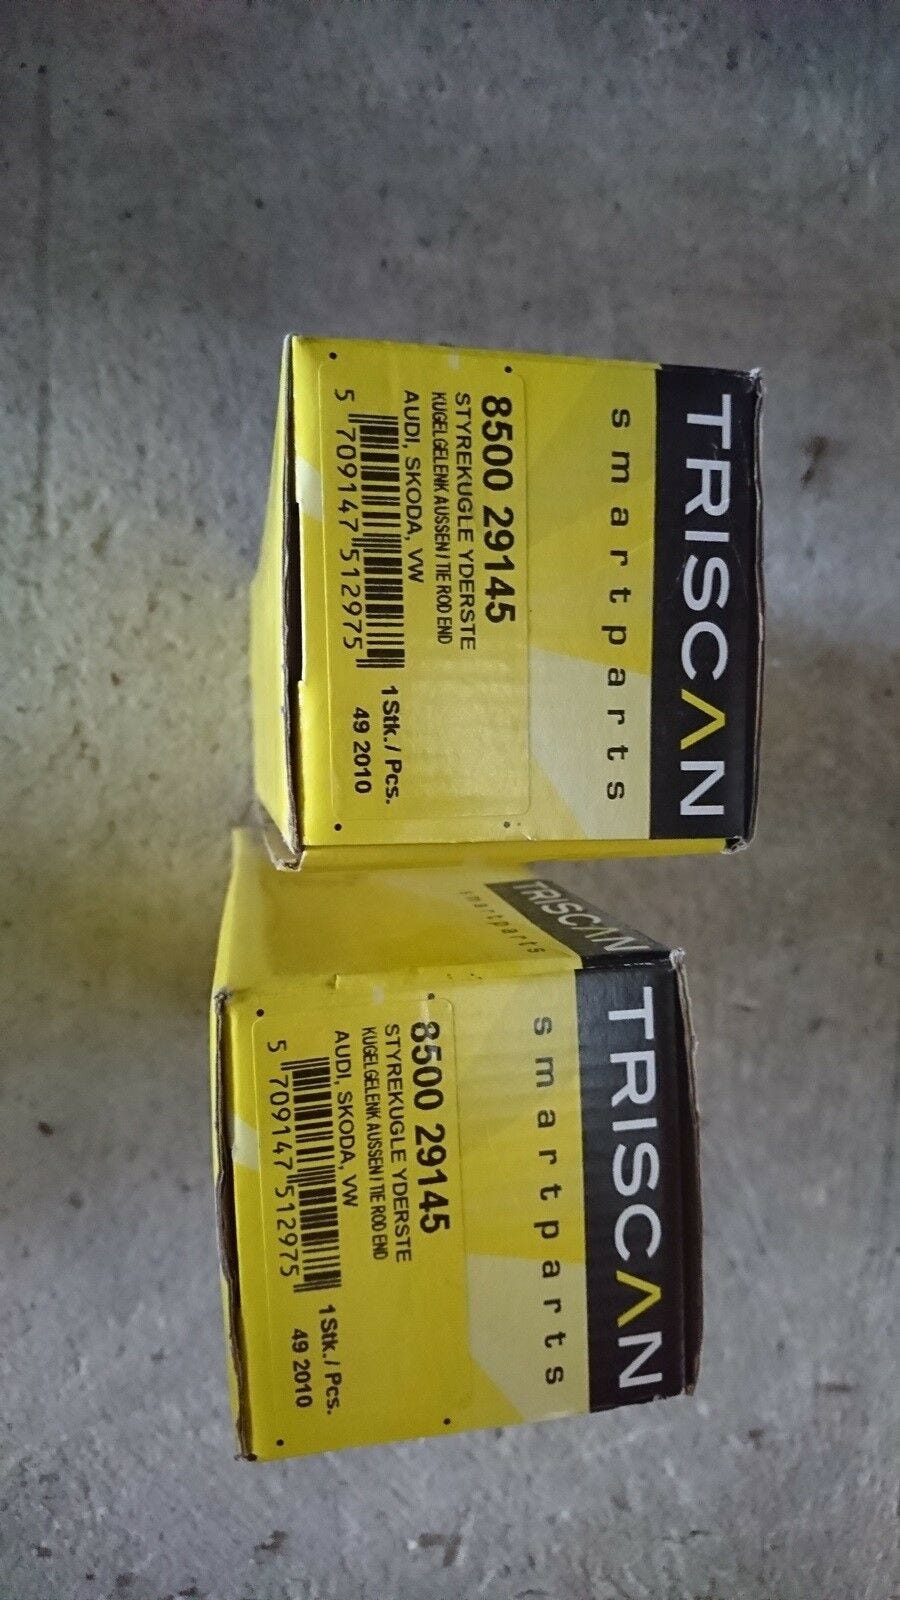 TRISCAN
smartparts
8500 29145
STYREKUGLE YDERSTE
KUGELGELENK AUSSEN / TIE ROD END
AUDI, SKODA, VW
5 709147 512975
1 Stk. / Pcs.
49 2010
TRISCAN
smartparts
TRISCAN
smartparts
8500 29145
STYREKUGLE YDERSTE
KUGELGELENK AUSSEN / TIE ROD END
AUDI, SKODA, VW
5 709147 512975
1 Stk. / Pcs.
49 2010